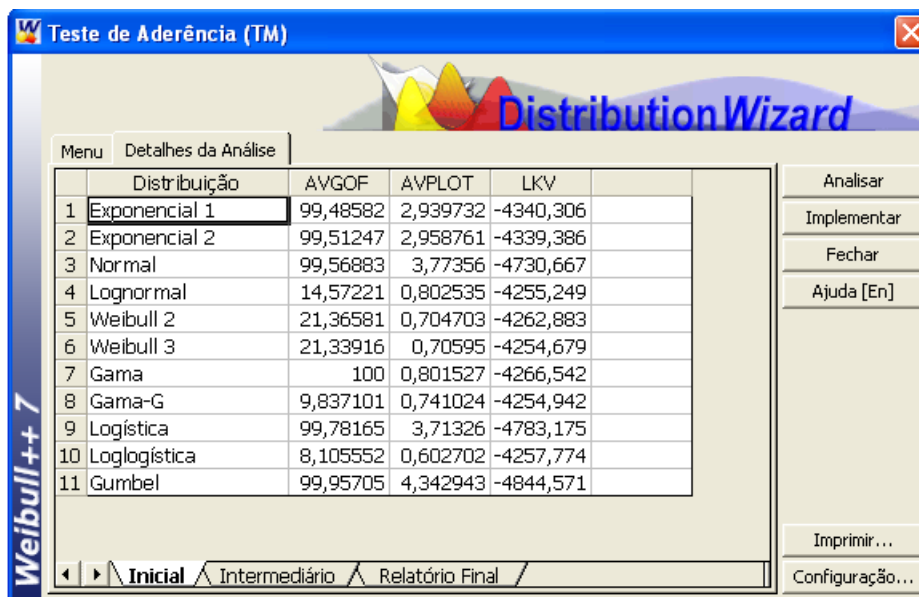 Teste de Aderência (TM)
DistributionWizard
Menu Detalhes da Análise
Distribuição AVGOF AVPLOT LKV
1 Exponencial 1 99,48582 2,939732 -4340,306
2 Exponencial 2 99,51247 2,958761 -4339,386
3 Normal 99,56883 3,77356 -4730,667
4 Lognormal 14,57221 0,802535 -4255,249
5 Weibull 2 21,36581 0,704703 -4262,883
6 Weibull 3 21,33916 0,70595 -4254,679
7 Gama 100 0,801527 -4266,542
8 Gama-G 9,837101 0,741024 -4254,942
9 Logística 99,78165 3,71326 -4783,175
10 Loglogística 8,105552 0,602702 -4257,774
11 Gumbel 99,95705 4,342943 -4844,571
Inicial Intermediário Relatório Final
Analisar
Implementar
Fechar
Ajuda [En]
Imprimir...
Configuração...
Weibull++ 7